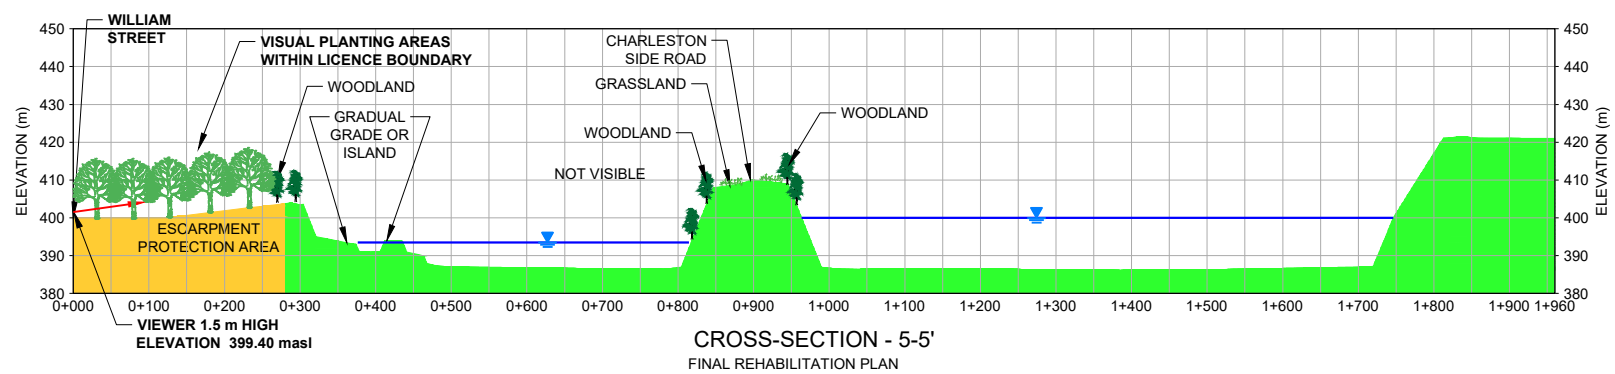 WILLIAM
STREET
VISUAL PLANTING AREAS
WITHIN LICENCE BOUNDARY
WOODLAND
GRADUAL
GRADE OR
ISLAND
CHARLESTON
SIDE ROAD
GRASSLAND
WOODLAND
NOT VISIBLE
WOODLAND
ELEVATION (m)
450
440
430
420
410
400
390
380
ESCARPMENT
PROTECTION AREA
450
440
430
420
410
400
390
380
ELEVATION (m)
0+000 0+100 0+200 0+300 0+400 0+500 0+600 0+700 0+800 0+900 1+000 1+100 1+200 1+300 1+400 1+500 1+600 1+700 1+800 1+900 1+960
VIEWER 1.5 m HIGH
ELEVATION 399.40 masl
CROSS-SECTION - 5-5'
FINAL REHABILITATION PLAN